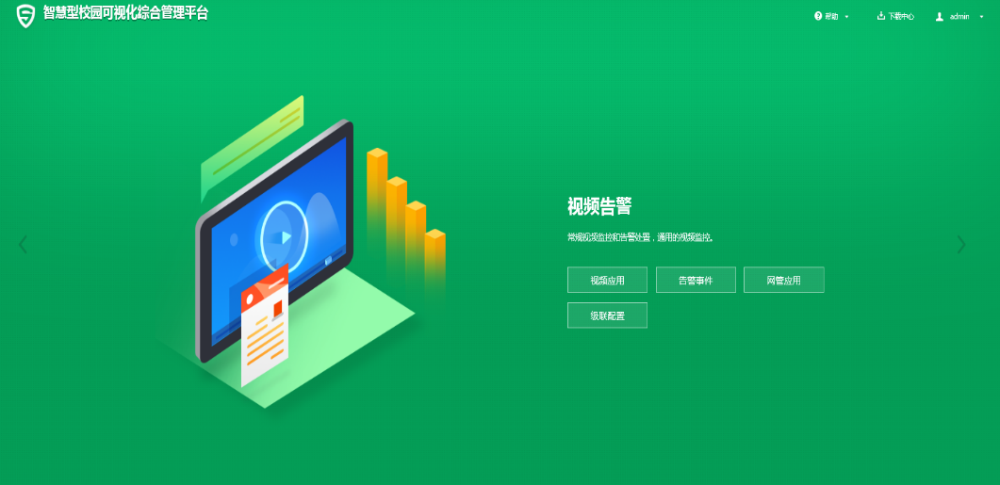 智慧型校园可视化综合管理平台
帮助 下载中心 admin
视频告警
常规视频监控和告警处置，通用的视频监控。
视频应用 告警事件 网管应用
级联配置